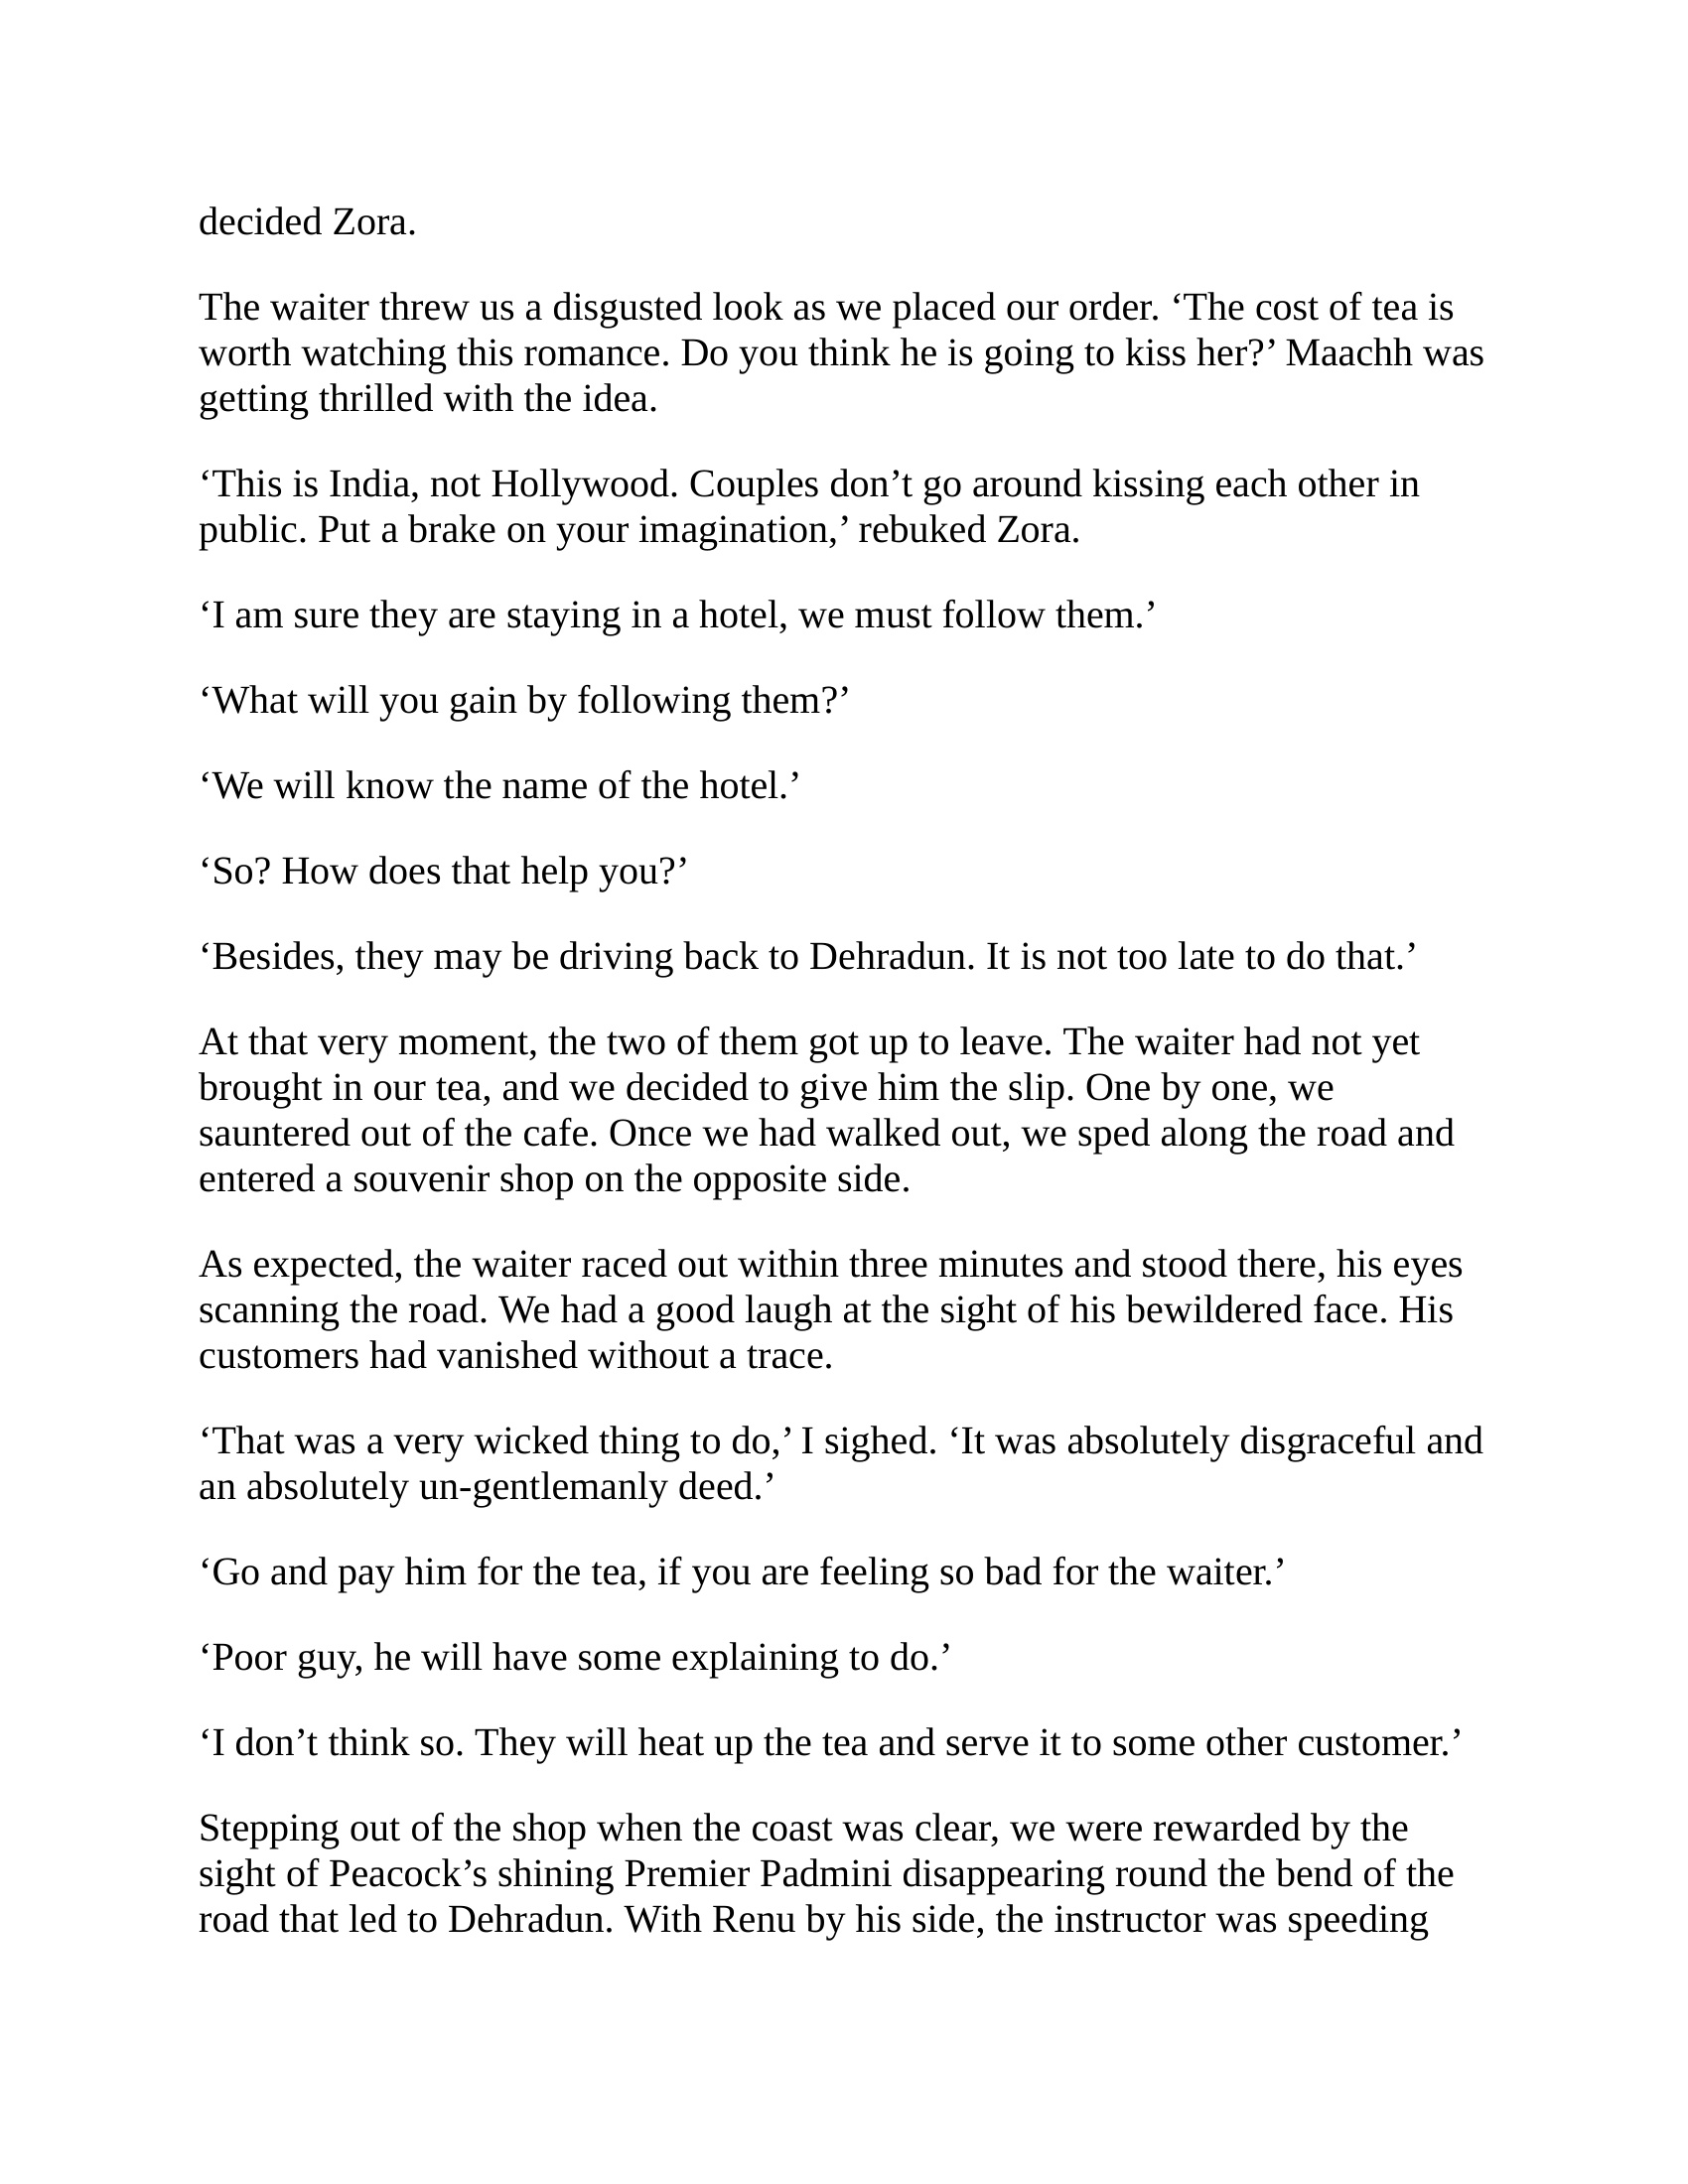 decided Zora.
The waiter threw us a disgusted look as we placed our order. ‘The cost of tea is
worth watching this romance. Do you think he is going to kiss her?’ Maachh was
getting thrilled with the idea.
‘This is India, not Hollywood. Couples don’t go around kissing each other in
public. Put a brake on your imagination,’ rebuked Zora.
‘I am sure they are staying in a hotel, we must follow them.’
‘What will you gain by following them?’
‘We will know the name of the hotel.’
‘So? How does that help you?’
‘Besides, they may be driving back to Dehradun. It is not too late to do that.’
At that very moment, the two of them got up to leave. The waiter had not yet
brought in our tea, and we decided to give him the slip. One by one, we
sauntered out of the cafe. Once we had walked out, we sped along the road and
entered a souvenir shop on the opposite side.
As expected, the waiter raced out within three minutes and stood there, his eyes
scanning the road. We had a good laugh at the sight of his bewildered face. His
customers had vanished without a trace.
‘That was a very wicked thing to do,’ I sighed. ‘It was absolutely disgraceful and
an absolutely un-gentlemanly deed.’
‘Go and pay him for the tea, if you are feeling so bad for the waiter.’
‘Poor guy, he will have some explaining to do.’
‘I don’t think so. They will heat up the tea and serve it to some other customer.’
Stepping out of the shop when the coast was clear, we were rewarded by the
sight of Peacock’s shining Premier Padmini disappearing round the bend of the
road that led to Dehradun. With Renu by his side, the instructor was speeding